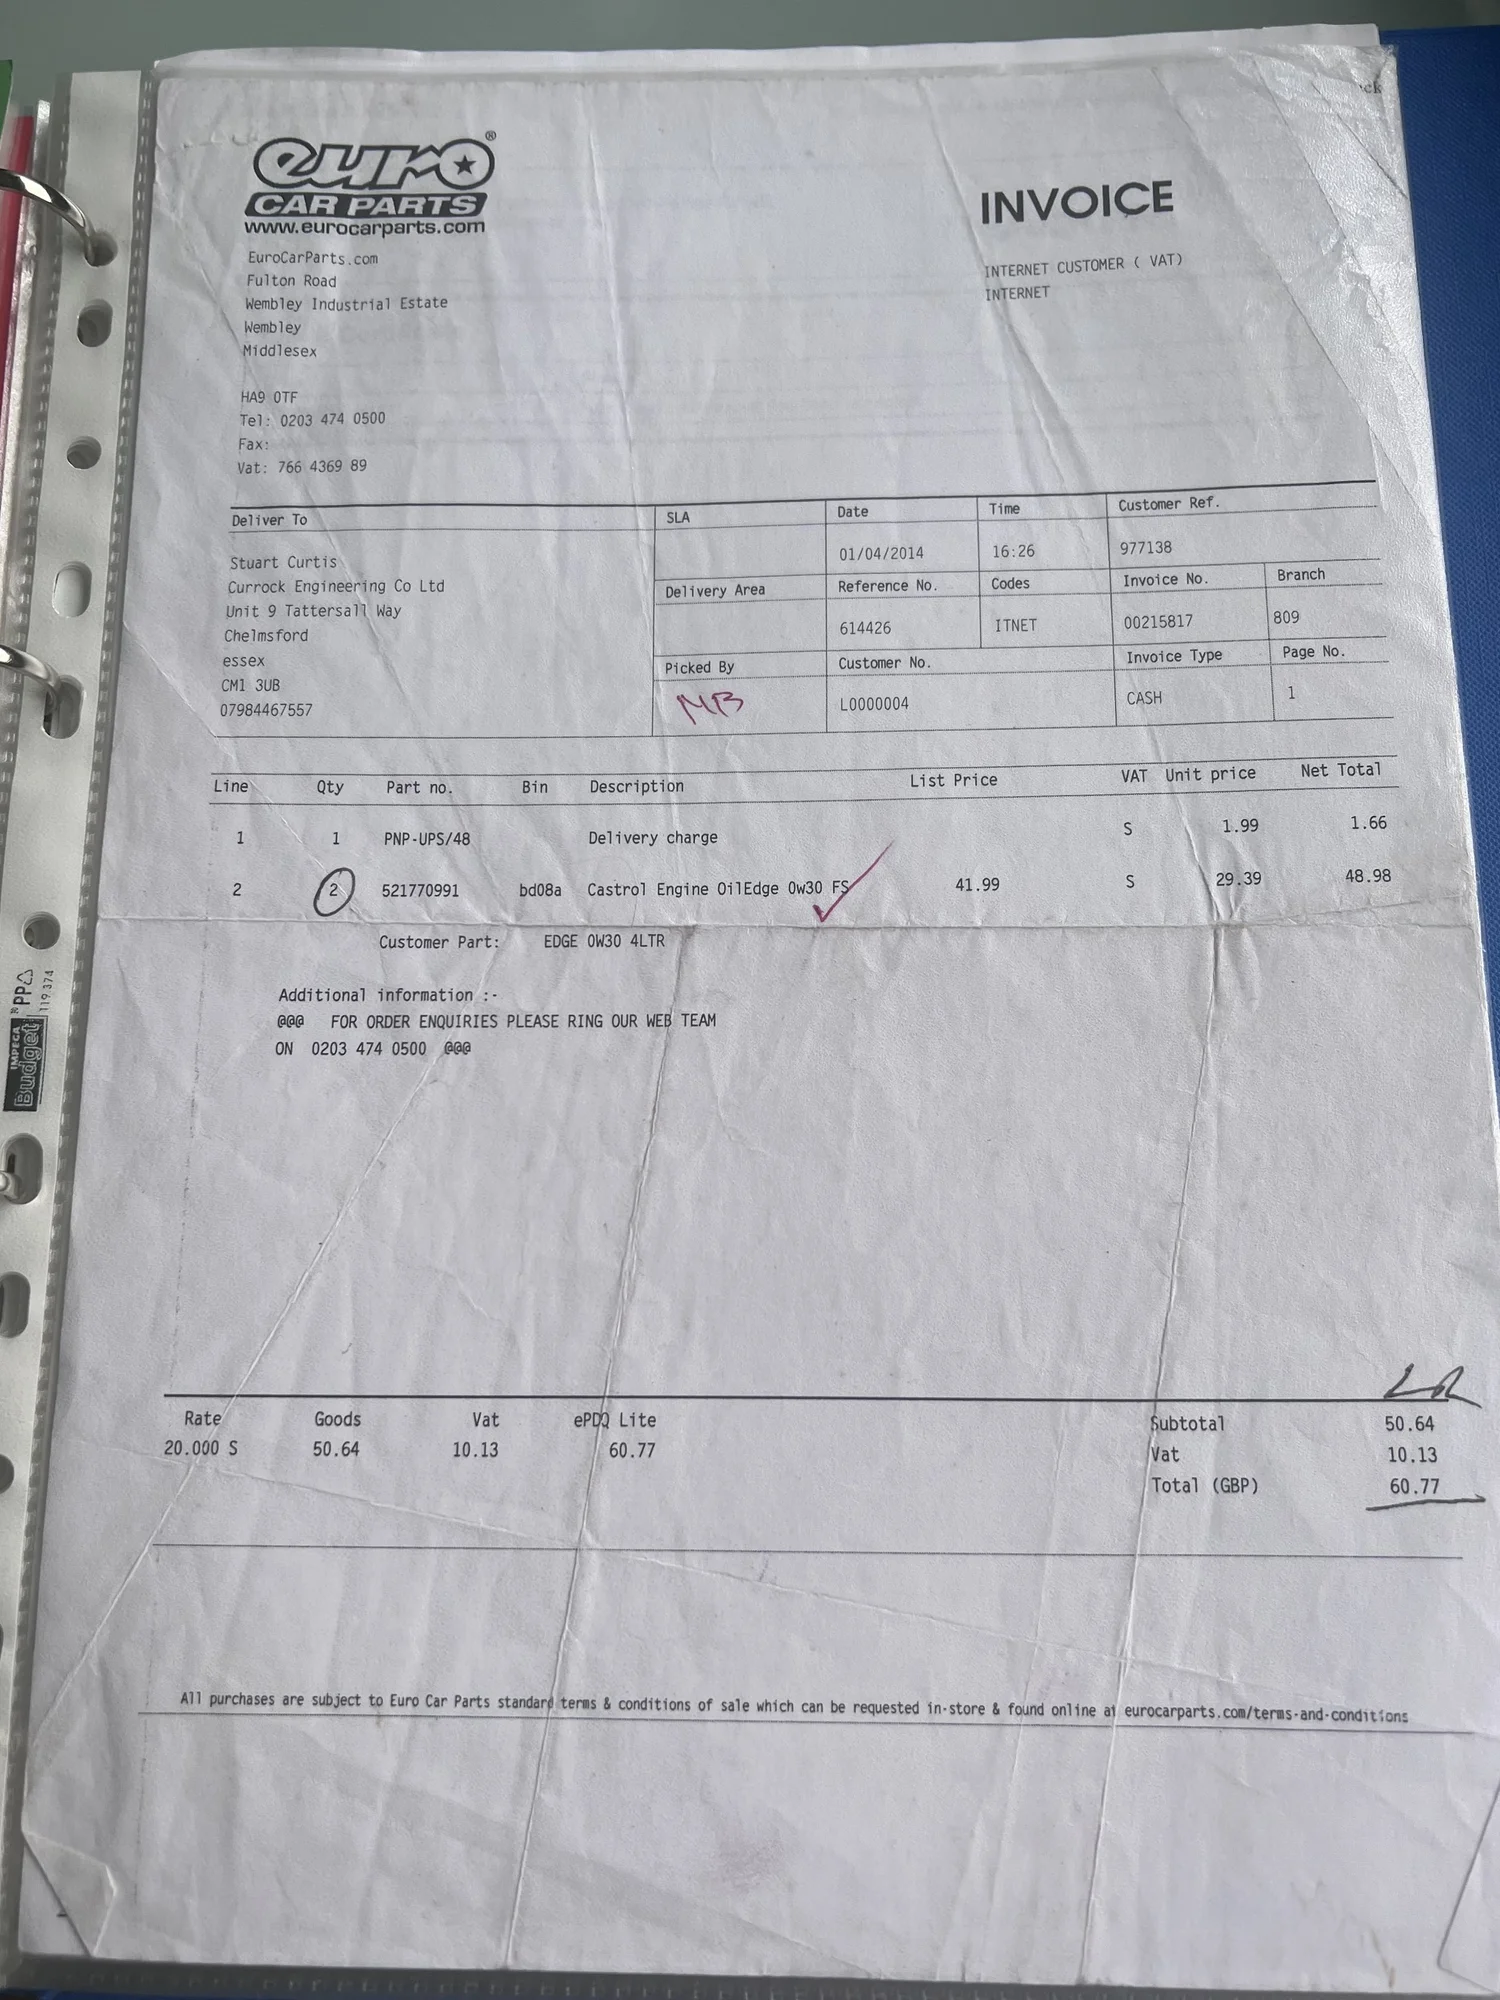 ck
euro®
CAR PARTS
www.eurocarparts.com
INVOICE
EuroCarParts.com
Fulton Road
Wembley Industrial Estate
Wembley
Middlesex
INTERNET CUSTOMER ( VAT)
INTERNET
HA9 0TF
Tel: 0203 474 0500
Fax:
Vat: 766 4369 89
Deliver To
Stuart Curtis
Currock Engineering Co Ltd
Unit 9 Tattersall Way
Chelmsford
essex
CM1 3UB
07984467557
SLA Date Time Customer Ref.
01/04/2014 16:26 977138
Delivery Area Reference No. Codes Invoice No. Branch
614426 ITNET 00215817 809
Picked By Customer No. Invoice Type Page No.
MB L0000004 CASH 1
Line Qty Part no. Bin Description List Price VAT Unit price Net Total
1 1 PNP-UPS/48 Delivery charge S 1.99 1.66
2 2 521770991 bd08a Castrol Engine OilEdge 0w30 FS 41.99 S 29.39 48.98
Customer Part: EDGE 0W30 4LTR
Additional information :-
@@@ FOR ORDER ENQUIRIES PLEASE RING OUR WEB TEAM
ON 0203 474 0500 @@@
Rate Goods Vat ePDQ Lite
20.000 S 50.64 10.13 60.77
Subtotal 50.64
Vat 10.13
Total (GBP) 60.77
All purchases are subject to Euro Car Parts standard terms & conditions of sale which can be requested in-store & found online at eurocarparts.com/terms-and-conditions
IMPEGA
Budget
PP
119.374